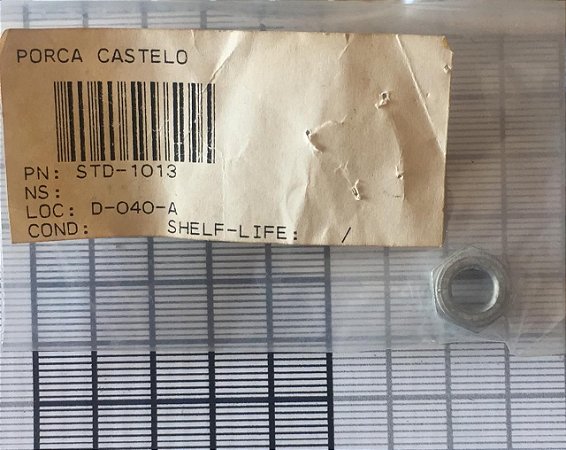 PORCA CASTELO
PN: STD-1013
NS:
LOC: D-040-A
COND: SHELF-LIFE: /